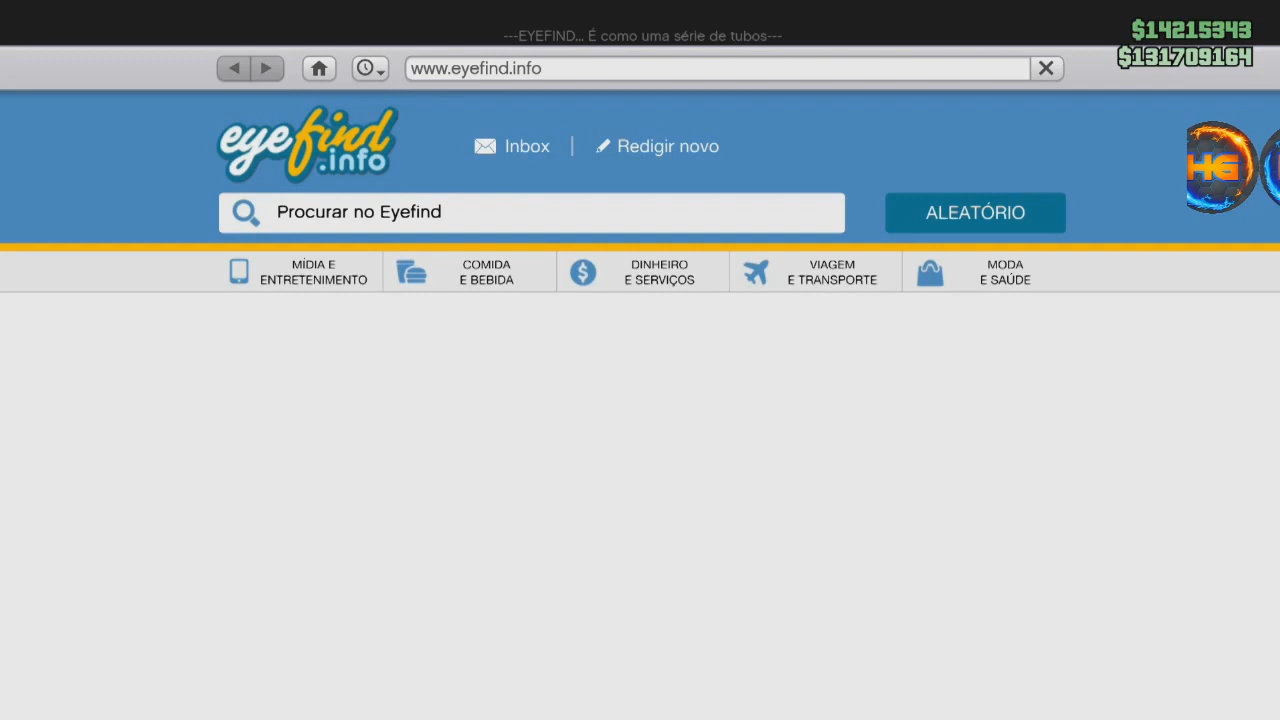 ---EYEFIND... É como uma série de tubos---
$14215343
$131709164
www.eyefind.info
eyefind
.info
Inbox
Redigir novo
HG
Procurar no Eyefind
ALEATÓRIO
MÍDIA E
ENTRETENIMENTO
COMIDA
E BEBIDA
DINHEIRO
E SERVIÇOS
VIAGEM
E TRANSPORTE
MODA
E SAÚDE